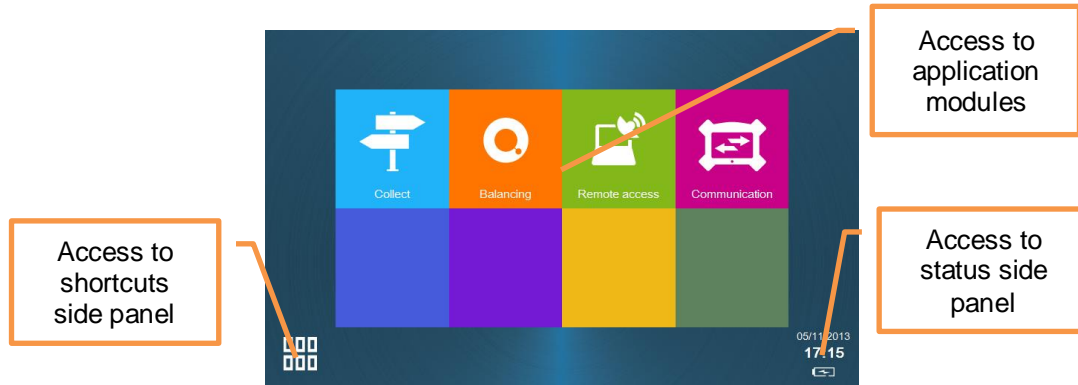 Access to
application
modules
Collect
Balancing
Remote access
Communication
Access to
shortcuts
side panel
Access to
status side
panel
05/11/2013
17:15